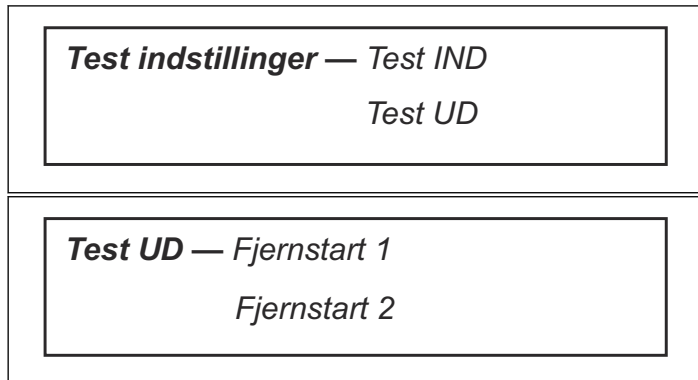 Test indstillinger — Test IND
Test UD
Test UD — Fjernstart 1
Fjernstart 2